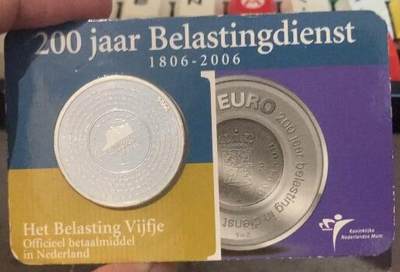 200 jaar Belastingdienst
1806-2006
EURO
200 jaar belasting in dienst
Het Belasting Vijfje
Officieel betaalmiddel
in Nederland
Koninklijke
Nederlandse Munt